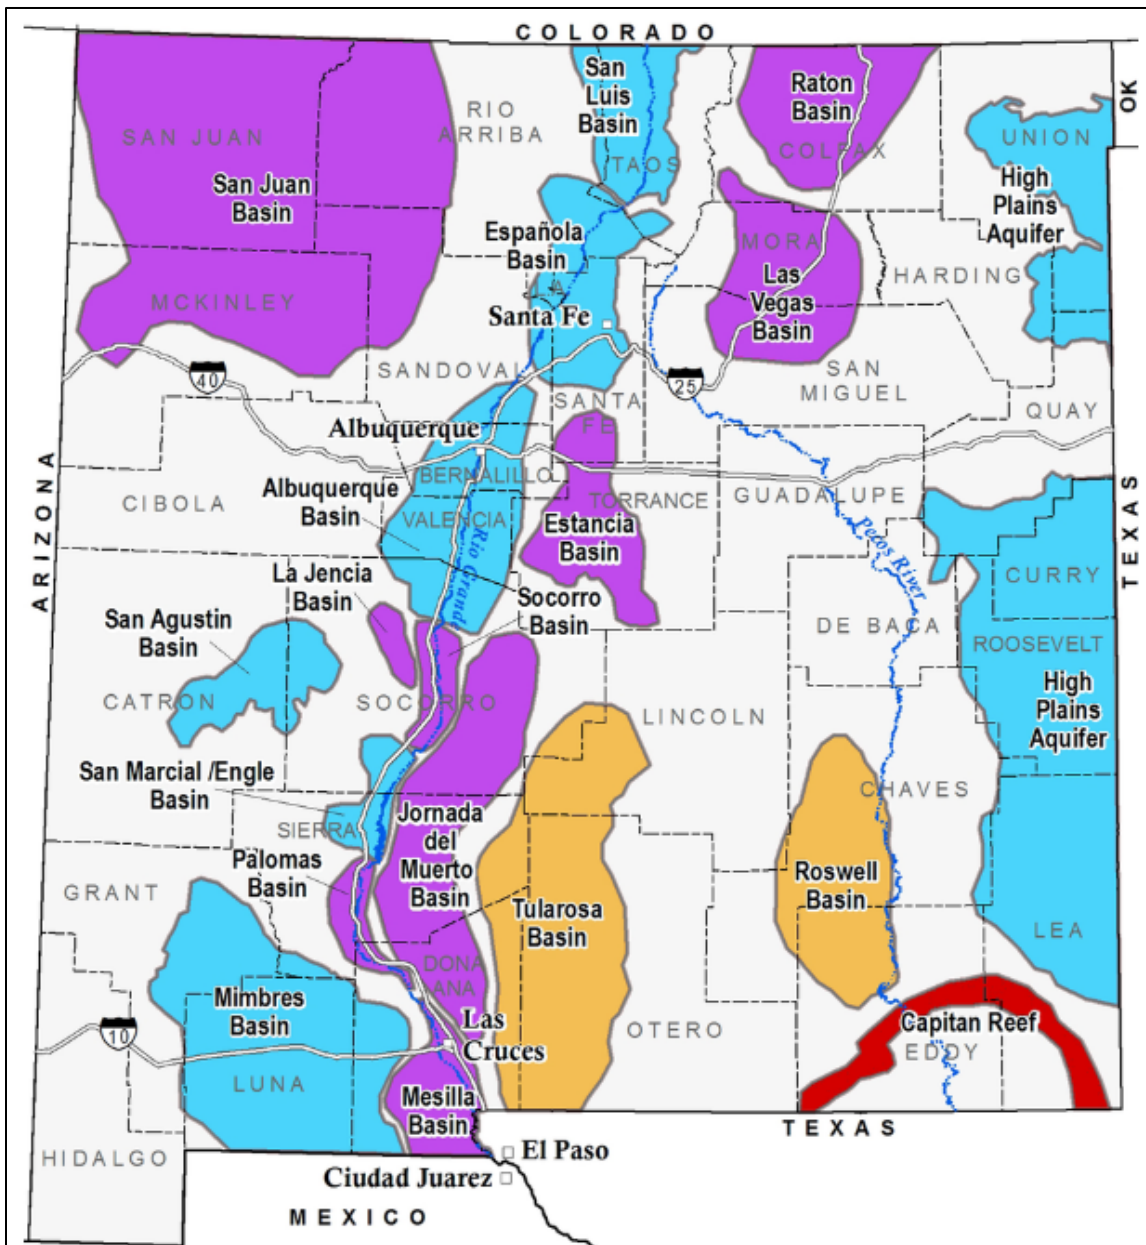 COLORADO
OK
San
Luis
Basin
Raton
Basin
RIO
ARRIBA
SAN JUAN
UNION
COLFAX
TAOS
San Juan
Basin
High
Plains
Aquifer
Española
Basin
MORA
Las
Vegas
Basin
HARDING
MCKINLEY
LA
Santa Fe
SANDOVAL
40
25
SAN
MIGUEL
SANTA
FE
QUAY
Albuquerque
BERNALILLO
ARIZONA
TEXAS
CIBOLA
Albuquerque
Basin
VALENCIA
TORRANCE
GUADALUPE
Estancia
Basin
Rio Grande
Pecos River
La Jencia
Basin
Socorro
Basin
CURRY
San Agustin
Basin
DE BACA
ROOSEVELT
CATRON
SOCORRO
LINCOLN
High
Plains
Aquifer
San Marcial /Engle
Basin
CHAVES
SIERRA
Jornada
del
Muerto
Basin
Palomas
Basin
GRANT
Roswell
Basin
Tularosa
Basin
LEA
DONA
ANA
Mimbres
Basin
Las
Cruces
OTERO
Capitan Reef
EDDY
10
LUNA
Mesilla
Basin
TEXAS
HIDALGO
El Paso
Ciudad Juarez
MEXICO